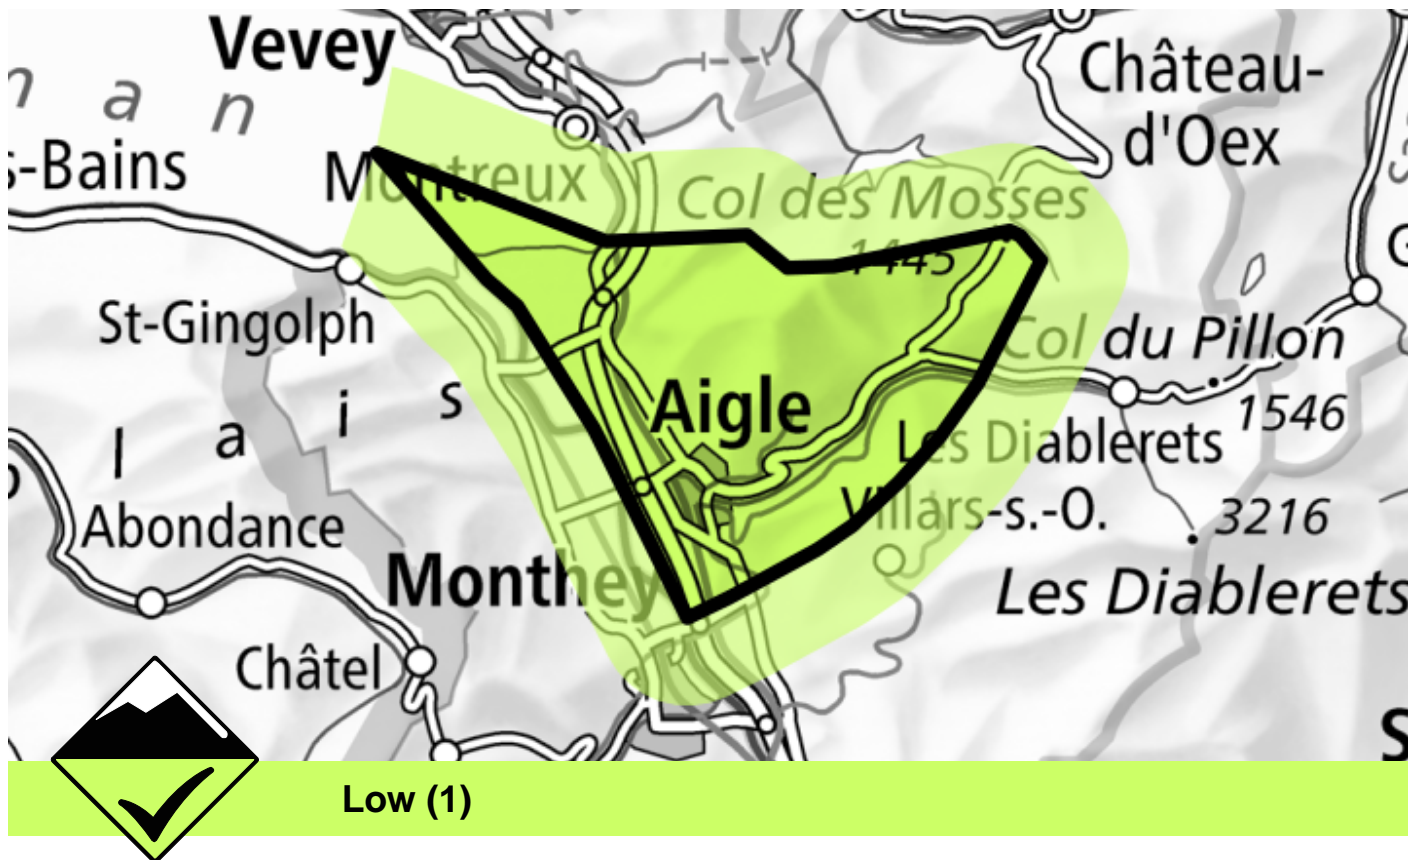 Vevey
Château-
d'Oex
n a n
s-Bains
Montreux
Col des Mosses
1445
St-Gingolph
Col du Pillon
1546
l a i s
Aigle
Les Diablerets
Villars-s.-O.
3216
Abondance
Monthey
Les Diablerets
Châtel
S
Low (1)